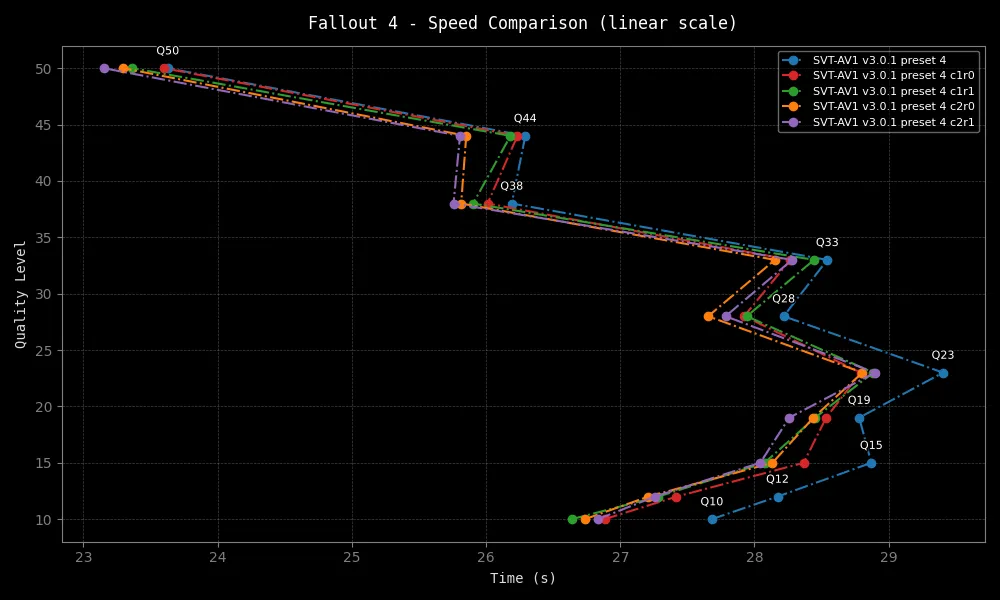 Fallout 4 - Speed Comparison (linear scale)
SVT-AV1 v3.0.1 preset 4
SVT-AV1 v3.0.1 preset 4 c1r0
SVT-AV1 v3.0.1 preset 4 c1r1
SVT-AV1 v3.0.1 preset 4 c2r0
SVT-AV1 v3.0.1 preset 4 c2r1
Q50
Q44
Q38
Q33
Q28
Q23
Q19
Q15
Q12
Q10
Quality Level
50
45
40
35
30
25
20
15
10
23 24 25 26 27 28 29
Time (s)